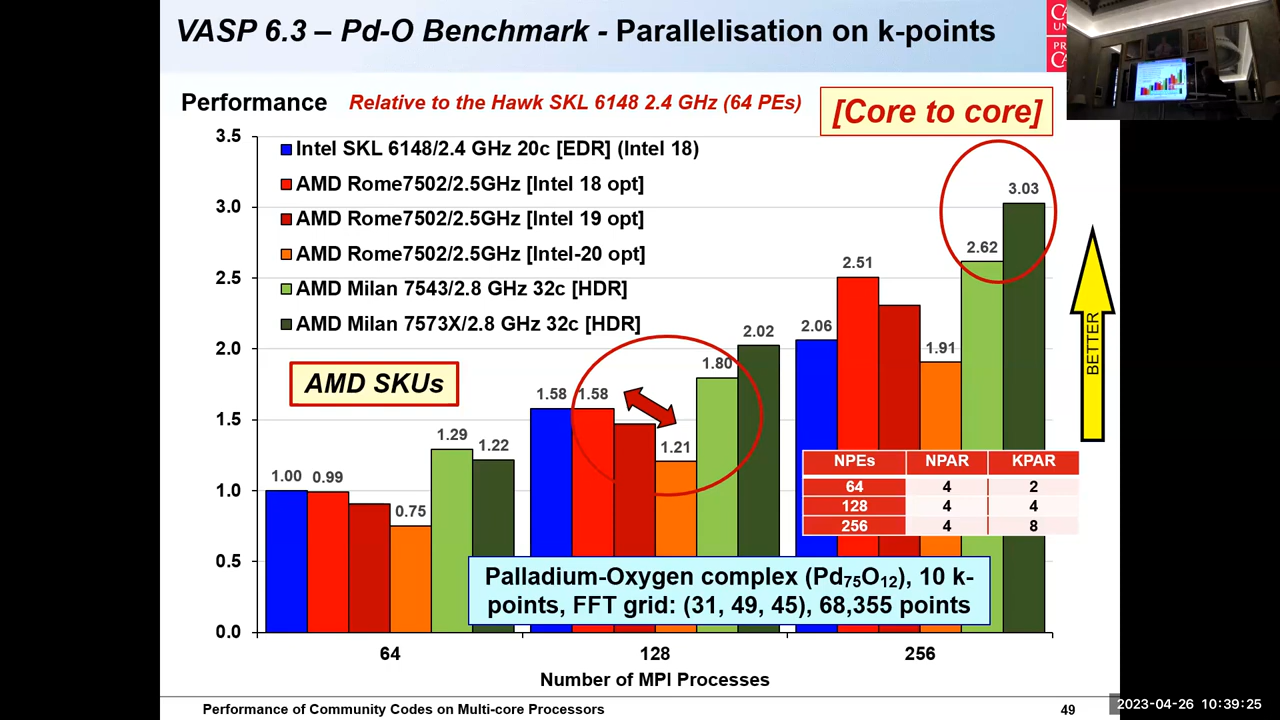 VASP 6.3 – Pd-O Benchmark - Parallelisation on k-points
Performance
Relative to the Hawk SKL 6148 2.4 GHz (64 PEs)
[Core to core]
3.5
3.0
2.5
2.0
1.5
1.0
0.5
0.0
Intel SKL 6148/2.4 GHz 20c [EDR] (Intel 18)
AMD Rome7502/2.5GHz [Intel 18 opt]
AMD Rome7502/2.5GHz [Intel 19 opt]
AMD Rome7502/2.5GHz [Intel-20 opt]
AMD Milan 7543/2.8 GHz 32c [HDR]
AMD Milan 7573X/2.8 GHz 32c [HDR]
AMD SKUs
1.00 0.99 0.75 1.29 1.22
1.58 1.58 1.21 1.80 2.02
2.06 2.51 1.91 2.62 3.03
BETTER
NPEs NPAR KPAR
64 4 2
128 4 4
256 4 8
Palladium-Oxygen complex (Pd₇₅O₁₂), 10 k-
points, FFT grid: (31, 49, 45), 68,355 points
64 128 256
Number of MPI Processes
Performance of Community Codes on Multi-core Processors
49
2023-04-26 10:39:25